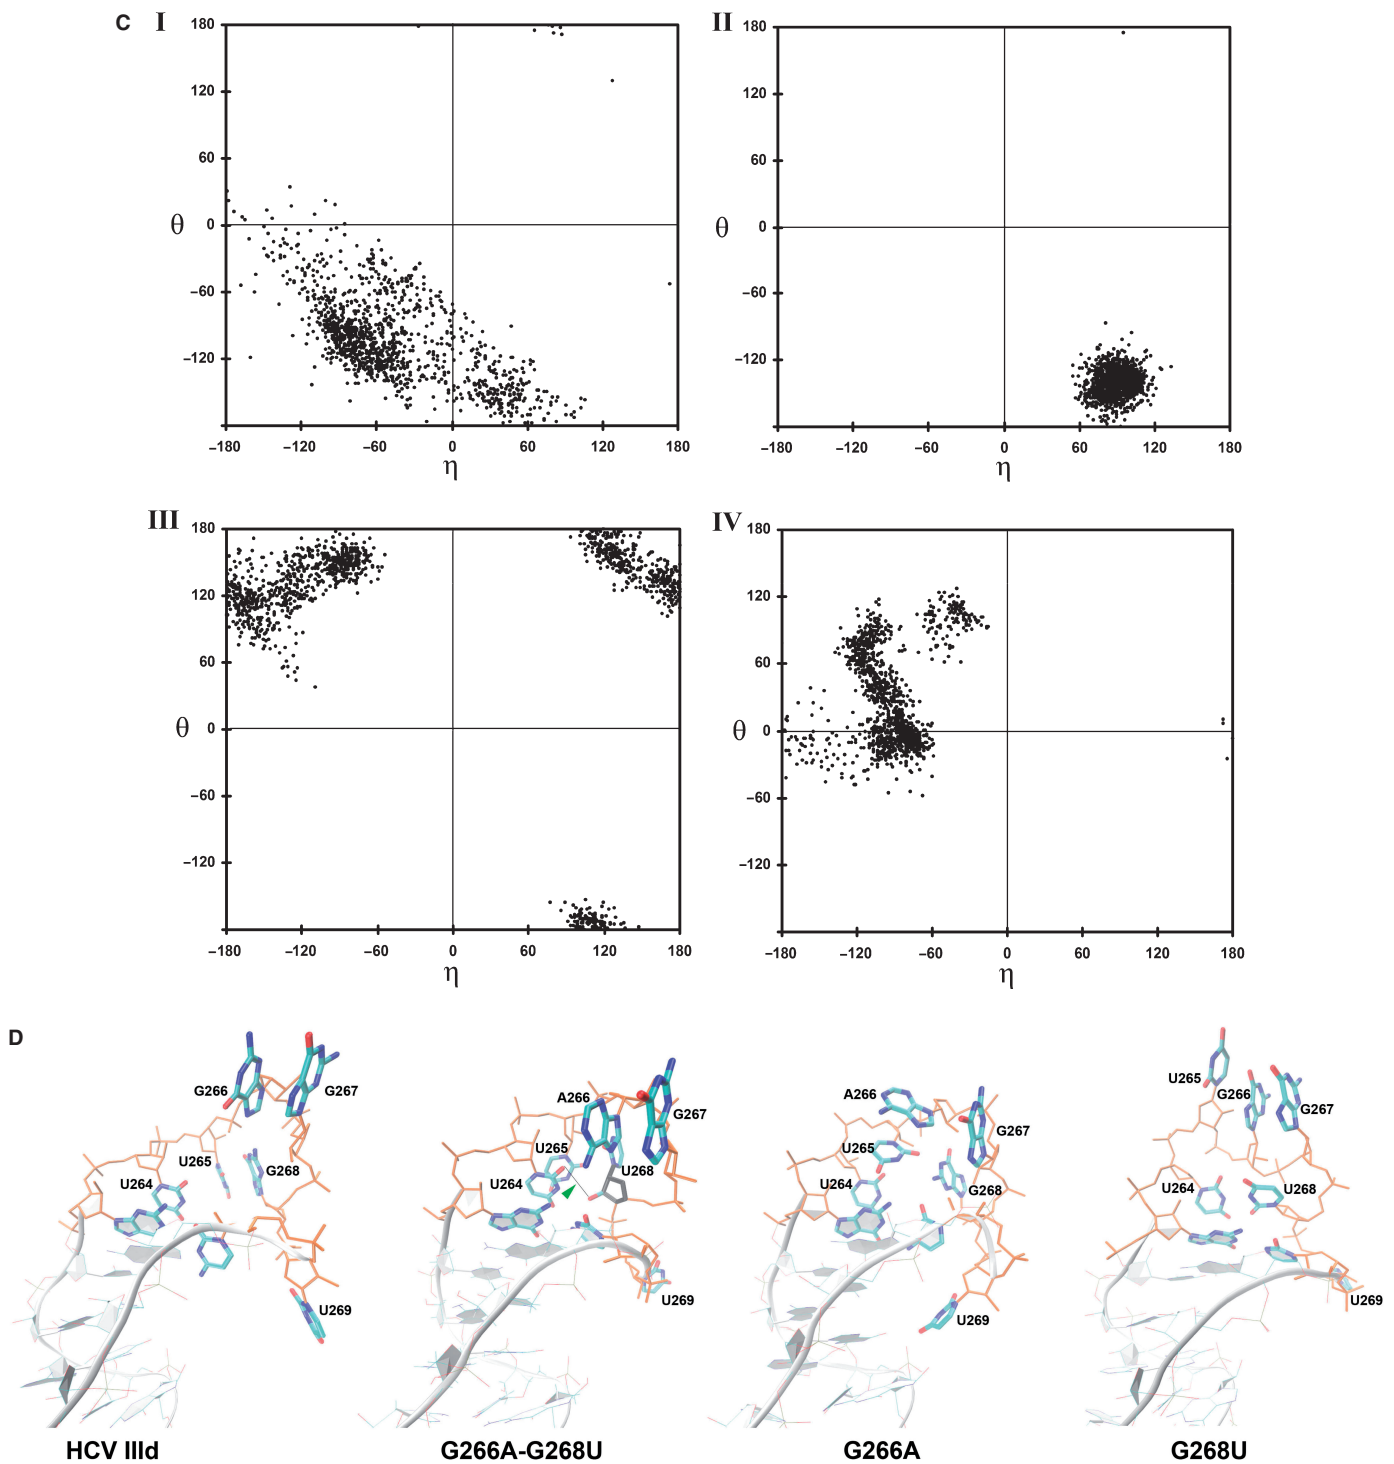 C I II
180 180
120 120
60 60
θ 0 θ 0
−60 −60
−120 −120
−180 −120 −60 0 60 120 180 −180 −120 −60 0 60 120 180
η η
III IV
180 180
120 120
60 60
θ 0 θ 0
−60 −60
−120 −120
−180 −120 −60 0 60 120 180 −180 −120 −60 0 60 120 180
η η
D
G266 G267 U265 G268 U264 U269
A266 G267 U265 U268 U264 U269
A266 G267 U265 U264 G268 U269
U265 G266 G267 U264 U268 U269
HCV IIId G266A-G268U G266A G268U